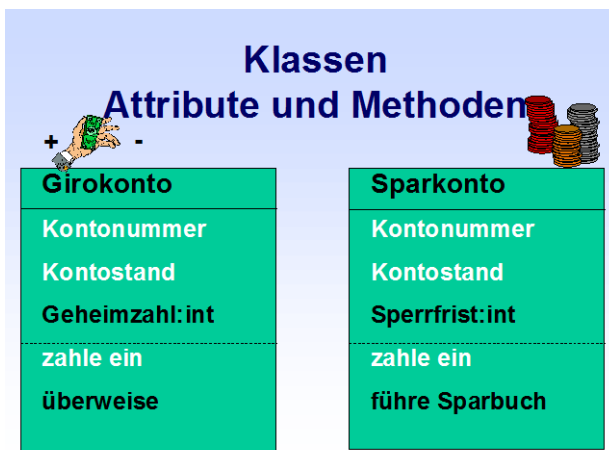 Klassen
Attribute und Methoden
+ -
Girokonto
Kontonummer
Kontostand
Geheimzahl:int
zahle ein
überweise
Sparkonto
Kontonummer
Kontostand
Sperrfrist:int
zahle ein
führe Sparbuch